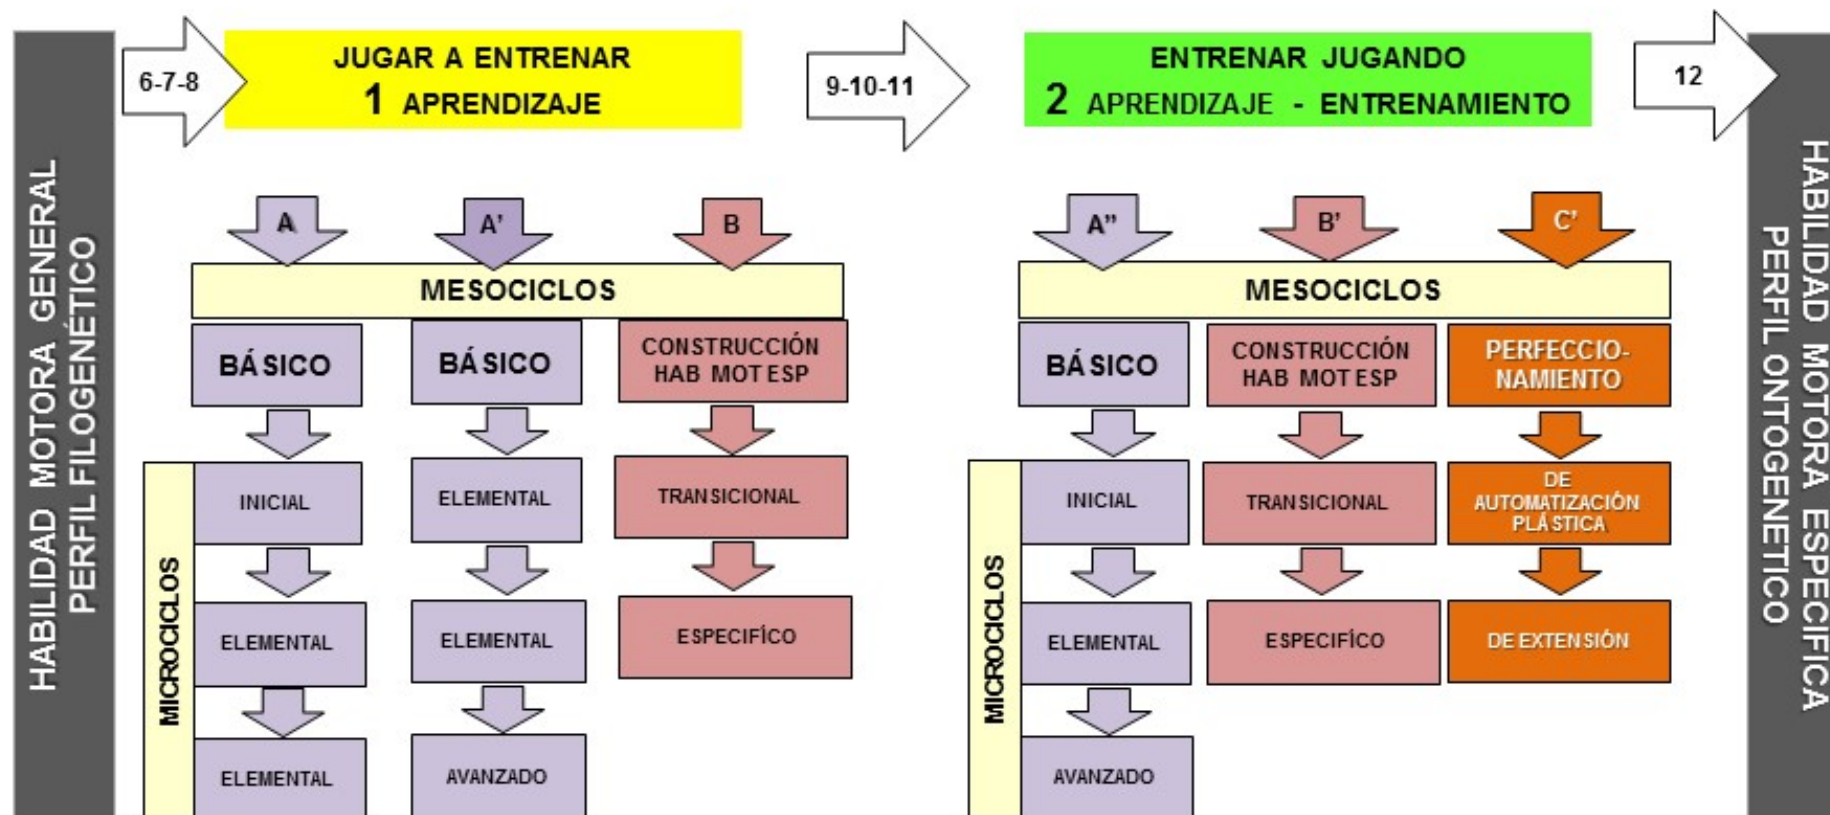 HABILIDAD MOTORA GENERAL
PERFIL FILOGENÉTICO
6-7-8
JUGAR A ENTRENAR
1 APRENDIZAJE
9-10-11
ENTRENAR JUGANDO
2 APRENDIZAJE - ENTRENAMIENTO
12
HABILIDAD MOTORA ESPECIFICA
PERFIL ONTOGENETICO
A
A'
B
MESOCICLOS
BÁSICO
BÁSICO
CONSTRUCCIÓN
HAB MOT ESP
MICROCICLOS
INICIAL
ELEMENTAL
TRANSICIONAL
ELEMENTAL
ELEMENTAL
ESPECIFÍCO
ELEMENTAL
AVANZADO
A”
B'
C'
MESOCICLOS
BÁSICO
CONSTRUCCIÓN
HAB MOT ESP
PERFECCIO-
NAMIENTO
MICROCICLOS
INICIAL
TRANSICIONAL
DE
AUTOMATIZACIÓN
PLÁSTICA
ELEMENTAL
ESPECIFÍCO
DE EXTENSIÓN
AVANZADO